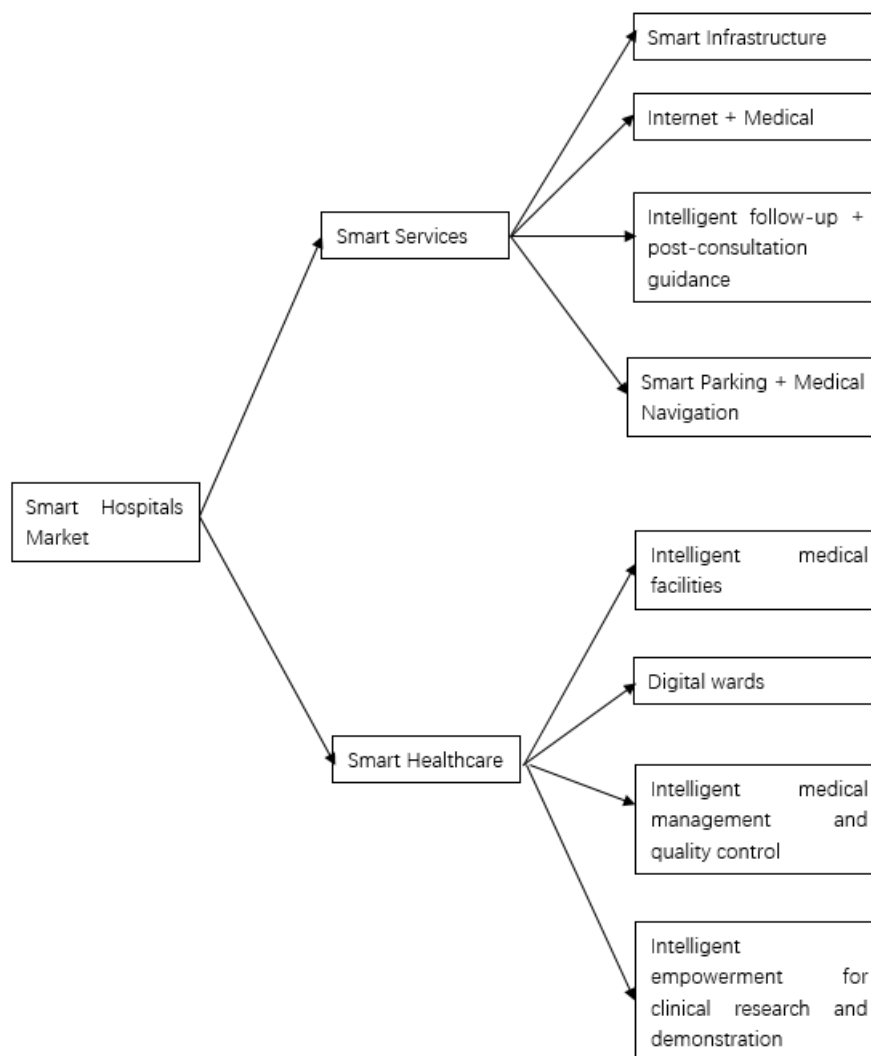 Smart Infrastructure
Internet + Medical
Intelligent follow-up +
post-consultation
guidance
Smart Services
Smart Parking + Medical
Navigation
Smart Hospitals
Market
Intelligent medical
facilities
Digital wards
Smart Healthcare
Intelligent medical
management and
quality control
Intelligent
empowerment for
clinical research and
demonstration